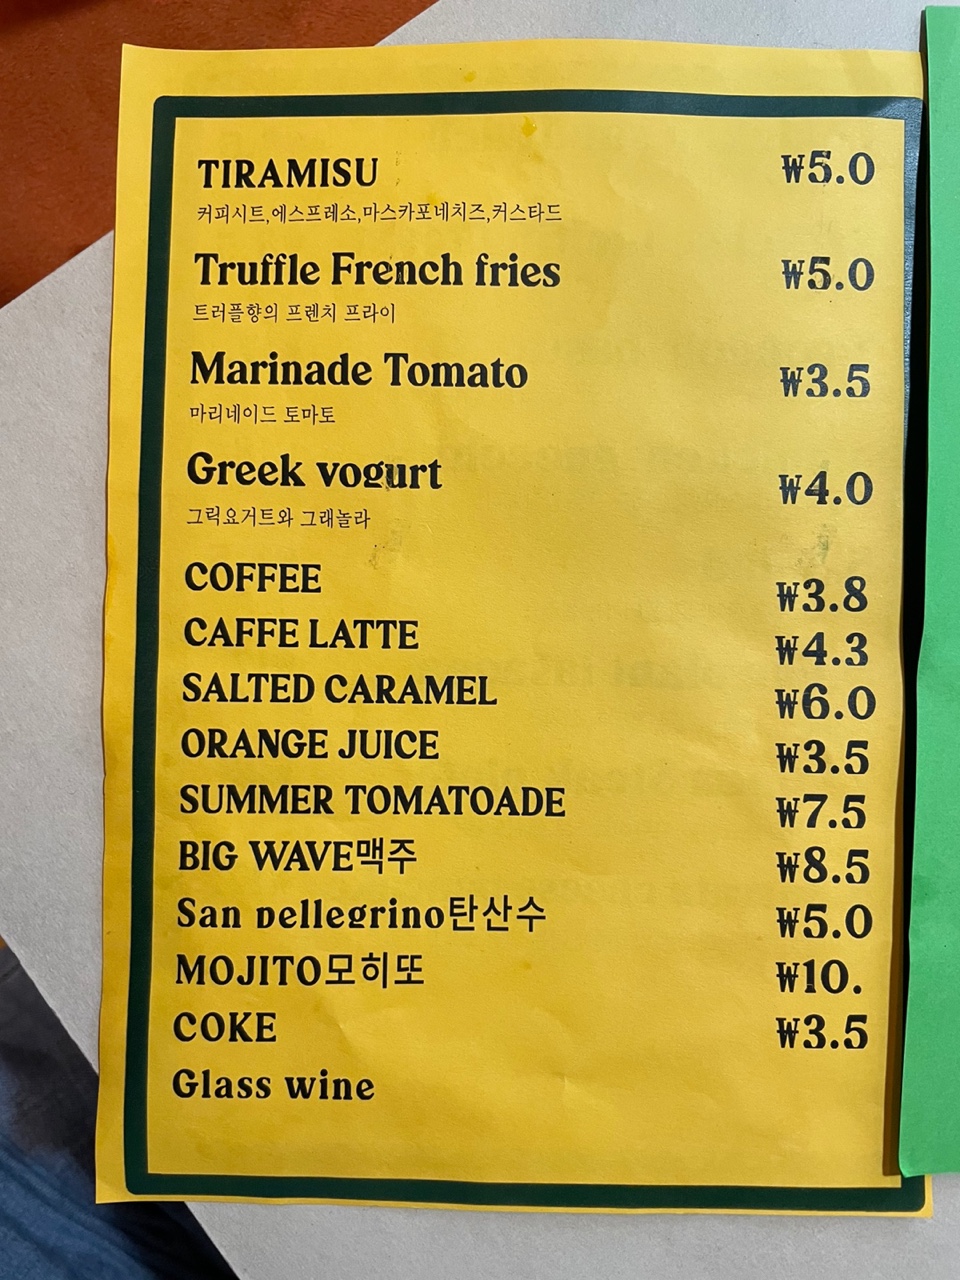 TIRAMISU ₩5.0
커피시트,에스프레소,마스카포네치즈,커스타드
Truffle French fries ₩5.0
트러플향의 프렌치 프라이
Marinade Tomato ₩3.5
마리네이드 토마토
Greek yogurt ₩4.0
그릭요거트와 그래놀라
COFFEE ₩3.8
CAFFE LATTE ₩4.3
SALTED CARAMEL ₩6.0
ORANGE JUICE ₩3.5
SUMMER TOMATOADE ₩7.5
BIG WAVE맥주 ₩8.5
San pellegrino탄산수 ₩5.0
MOJITO모히또 ₩10.
COKE ₩3.5
Glass wine